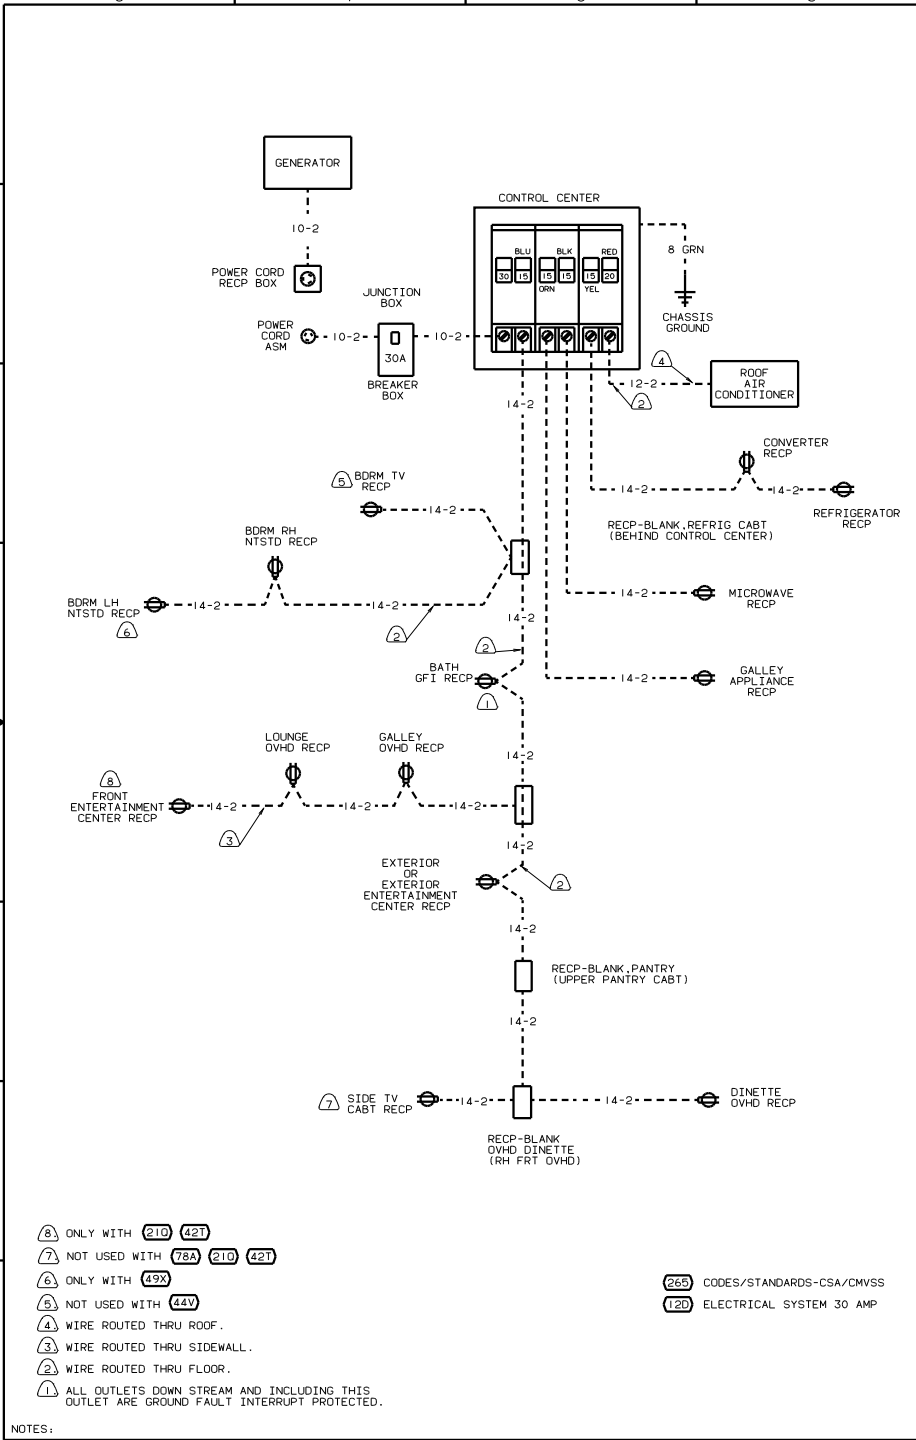 GENERATOR
10-2
POWER CORD
RECP BOX
CONTROL CENTER
BLU
BLK
RED
30
15
15
15
15
20
ORN
YEL
8 GRN
CHASSIS
GROUND
JUNCTION
BOX
POWER
CORD
ASM
10-2
30A
10-2
BREAKER
BOX
4
ROOF
AIR
CONDITIONER
12-2
2
14-2
CONVERTER
RECP
14-2
14-2
REFRIGERATOR
RECP
RECP-BLANK,REFRIG CABT
(BEHIND CONTROL CENTER)
5
BDRM TV
RECP
14-2
BDRM RH
NTSTD RECP
BDRM LH
NTSTD RECP
6
14-2
14-2
2
14-2
14-2
MICROWAVE
RECP
2
BATH
GFI RECP
1
14-2
GALLEY
APPLIANCE
RECP
LOUNGE
OVHD RECP
GALLEY
OVHD RECP
14-2
8
FRONT
ENTERTAINMENT
CENTER RECP
14-2
14-2
14-2
3
14-2
EXTERIOR
OR
EXTERIOR
ENTERTAINMENT
CENTER RECP
2
14-2
RECP-BLANK,PANTRY
(UPPER PANTRY CABT)
14-2
7
SIDE TV
CABT RECP
14-2
14-2
DINETTE
OVHD RECP
RECP-BLANK
OVHD DINETTE
(RH FRT OVHD)
8 ONLY WITH 21Q 42T
7 NOT USED WITH 78A 21Q 42T
6 ONLY WITH 49X
5 NOT USED WITH 44V
4 WIRE ROUTED THRU ROOF.
3 WIRE ROUTED THRU SIDEWALL.
2 WIRE ROUTED THRU FLOOR.
1 ALL OUTLETS DOWN STREAM AND INCLUDING THIS
OUTLET ARE GROUND FAULT INTERRUPT PROTECTED.
265 CODES/STANDARDS-CSA/CMVSS
12D ELECTRICAL SYSTEM 30 AMP
NOTES: